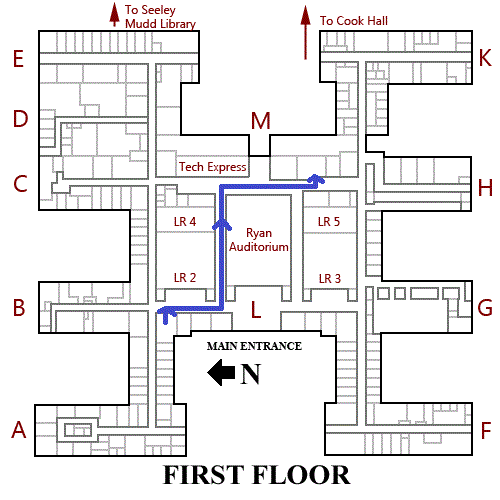 To Seeley
Mudd Library
To Cook Hall
E
K
D
M
Tech Express
C
H
LR 4
Ryan
Auditorium
LR 5
LR 2
LR 3
B
L
G
MAIN ENTRANCE
N
A
F
FIRST FLOOR